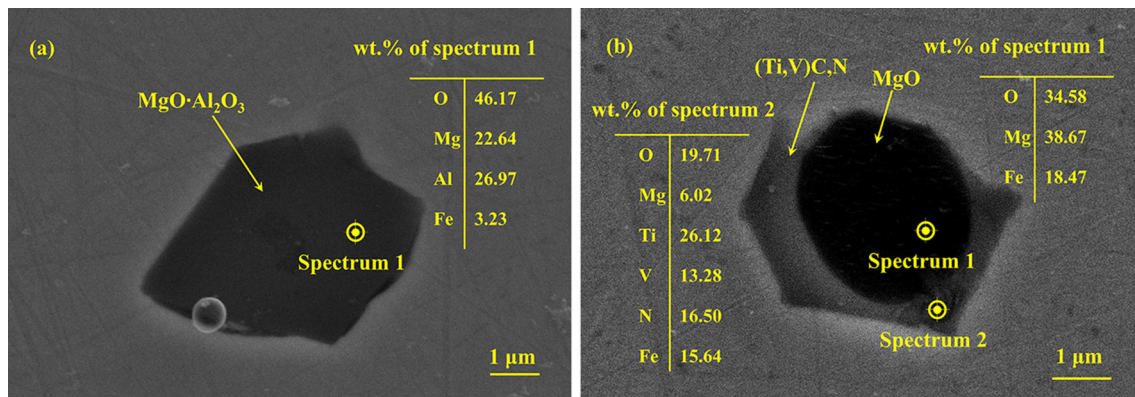 (a)
wt.% of spectrum 1
O 46.17
Mg 22.64
Al 26.97
Fe 3.23
MgO·Al₂O₃
Spectrum 1
1 μm
(b)
(Ti,V)C,N
MgO
wt.% of spectrum 1
O 34.58
Mg 38.67
Fe 18.47
wt.% of spectrum 2
O 19.71
Mg 6.02
Ti 26.12
V 13.28
N 16.50
Fe 15.64
Spectrum 1
Spectrum 2
1 μm